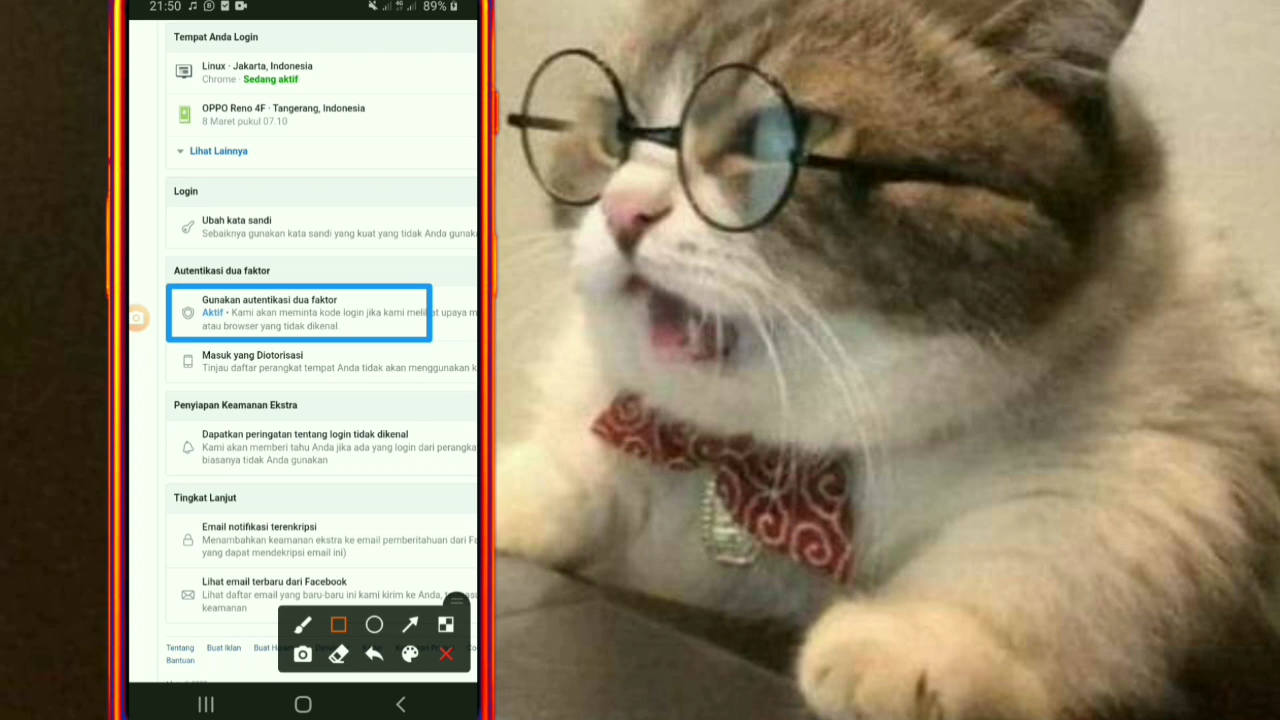 21:50
89%
Tempat Anda Login
Linux · Jakarta, Indonesia
Chrome · Sedang aktif
OPPO Reno 4F · Tangerang, Indonesia
8 Maret pukul 07.10
Lihat Lainnya
Login
Ubah kata sandi
Sebaiknya gunakan kata sandi yang kuat yang tidak Anda gunak
Autentikasi dua faktor
Gunakan autentikasi dua faktor
Aktif • Kami akan meminta kode login jika kami melihat upaya m
atau browser yang tidak dikenal.
Masuk yang Diotorisasi
Tinjau daftar perangkat tempat Anda tidak akan menggunakan k
Penyiapan Keamanan Ekstra
Dapatkan peringatan tentang login tidak dikenal
Kami akan memberi tahu Anda jika ada yang login dari perangka
biasanya tidak Anda gunakan
Tingkat Lanjut
Email notifikasi terenkripsi
Menambahkan keamanan ekstra ke email pemberitahuan dari Fa
yang dapat mendekripsi email ini)
Lihat email terbaru dari Facebook
Lihat daftar email yang baru-baru ini kami kirim ke Anda,
keamanan
Tentang Buat Iklan Buat
Bantuan